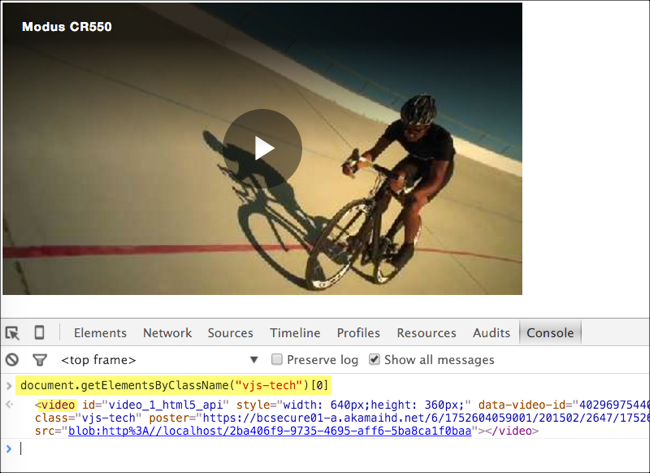 Modus CR550
Elements Network Sources Timeline Profiles Resources Audits Console
<top frame> ▼ Preserve log Show all messages
> document.getElementsByClassName("vjs-tech")[0]
<video id="video_1_html5_api" style="width: 640px;height: 360px;" data-video-id="40296975440
class="vjs-tech" poster="https://bcsecure01-a.akamaihd.net/6/1752604059001/201502/2647/17526
src="blob:http%3A//localhost/2ba406f9-9735-4695-aff6-5ba8ca1f0baa"></video>
>